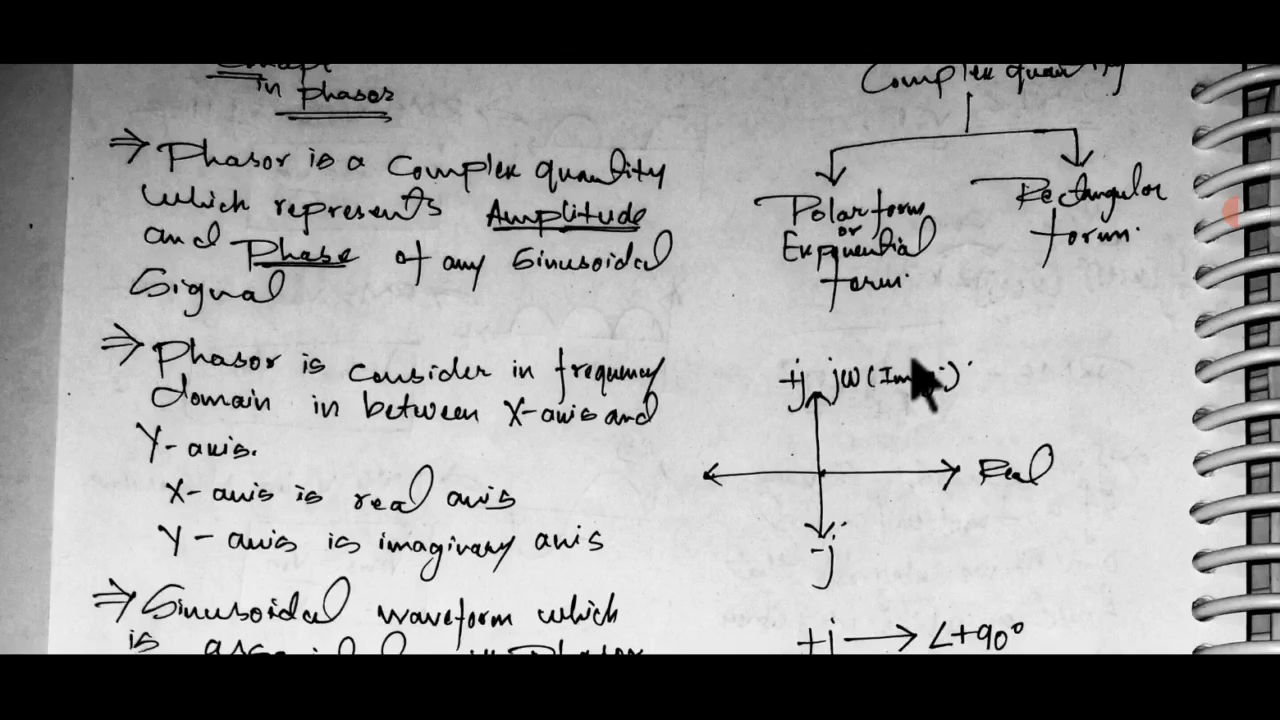 in phasor
⇒ Phasor is a Complex quantity
which represents Amplitude
and Phase of any Sinusoidal
Signal
⇒ Phasor is consider in frequency
domain in between X-axis and
Y-axis.
X-axis is real axis
Y-axis is imaginary axis
⇒ Sinusoidal waveform which
is
Complex quantity
Polar form
or
Exponential
form.
Rectangular
form.
+j jω(
Real
-j
+j → ∠+90°